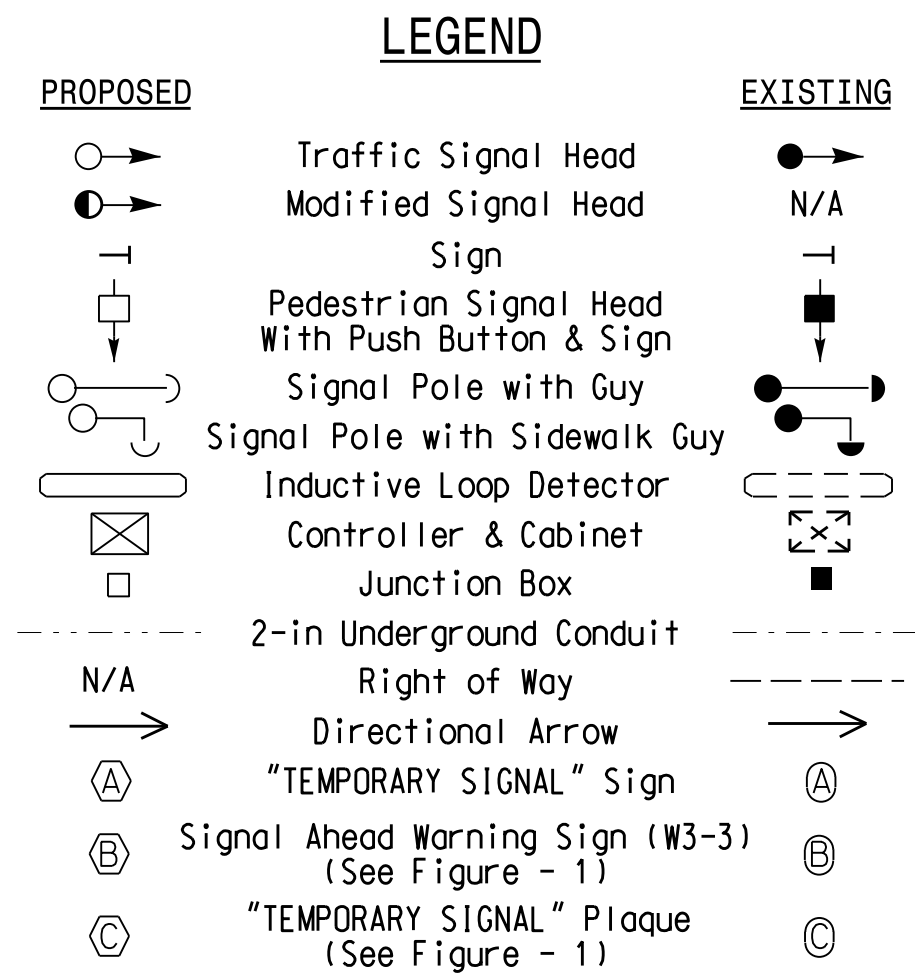 LEGEND
PROPOSED EXISTING
Traffic Signal Head
Modified Signal Head N/A
Sign
Pedestrian Signal Head
With Push Button & Sign
Signal Pole with Guy
Signal Pole with Sidewalk Guy
Inductive Loop Detector
Controller & Cabinet
Junction Box
2-in Underground Conduit
N/A Right of Way
Directional Arrow
A "TEMPORARY SIGNAL" Sign A
Signal Ahead Warning Sign (W3-3)
B (See Figure - 1) B
"TEMPORARY SIGNAL" Plaque
C (See Figure - 1) C